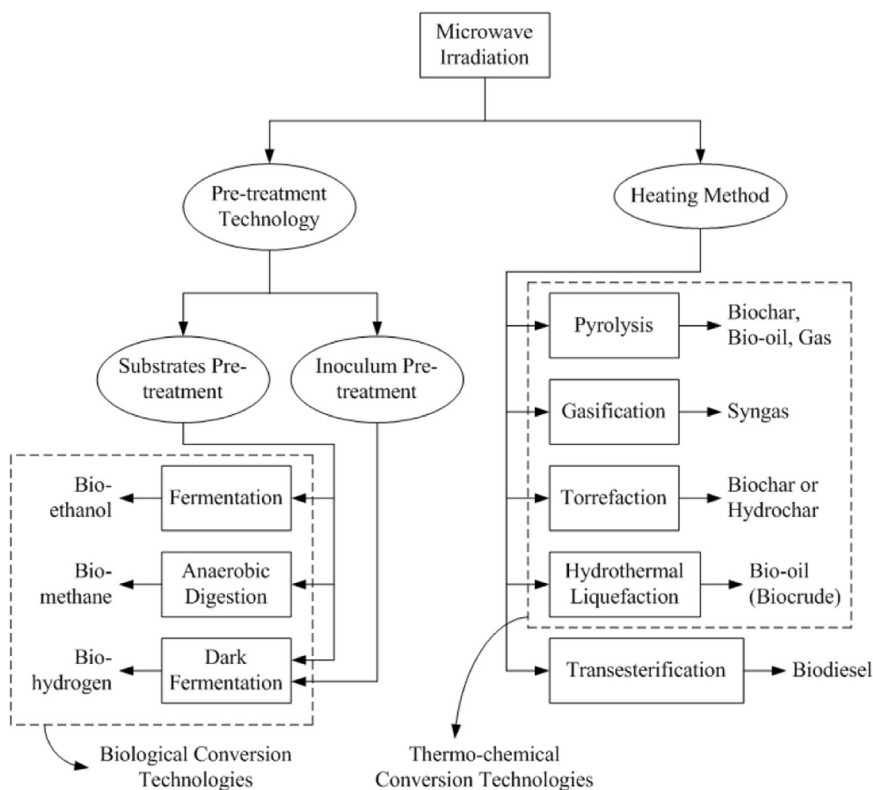 Microwave
Irradiation
Pre-treatment
Technology
Heating Method
Substrates Pre-
treatment
Inoculum Pre-
treatment
Bio-
ethanol
Fermentation
Bio-
methane
Anaerobic
Digestion
Bio-
hydrogen
Dark
Fermentation
Biological Conversion
Technologies
Pyrolysis
Biochar,
Bio-oil, Gas
Gasification
Syngas
Torrefaction
Biochar or
Hydrochar
Hydrothermal
Liquefaction
Bio-oil
(Biocrude)
Transesterification
Biodiesel
Thermo-chemical
Conversion Technologies